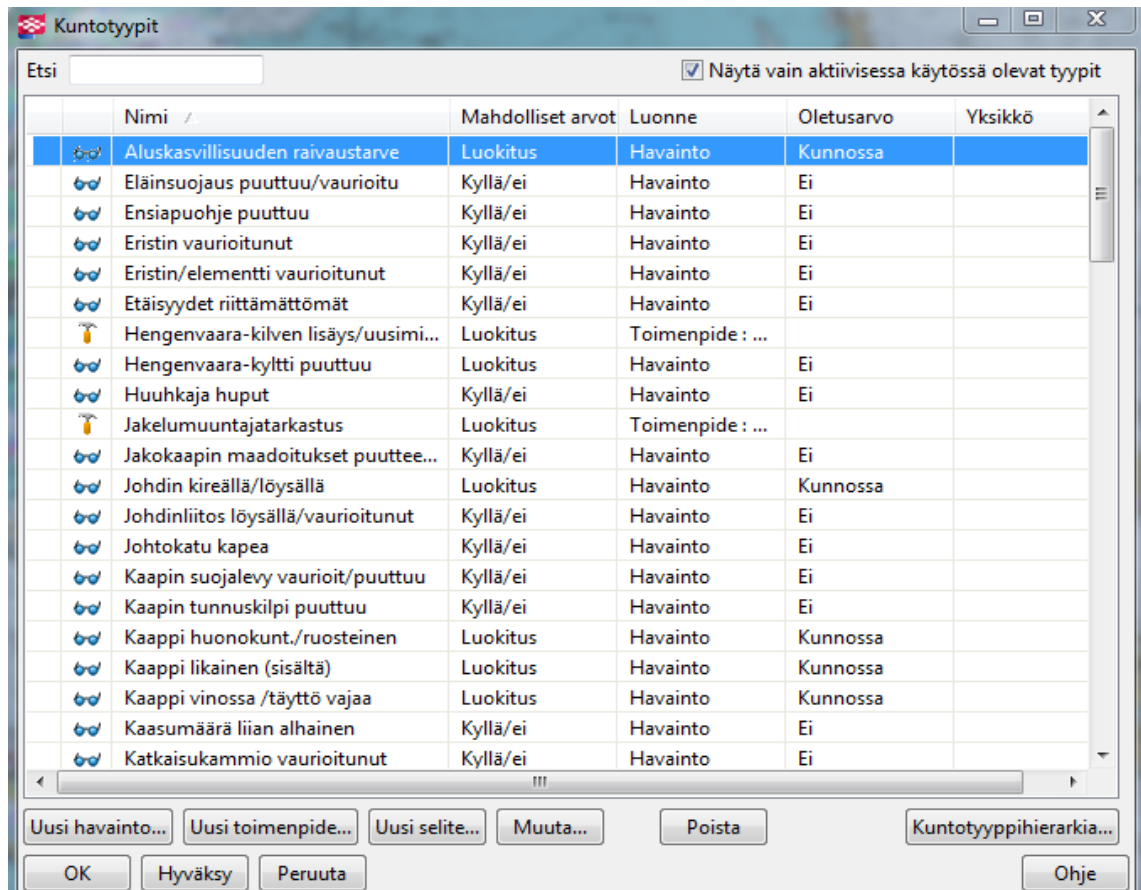 Kuntotyypit
Etsi Näytä vain aktiivisessa käytössä olevat tyypit
Nimi Mahdolliset arvot Luonne Oletusarvo Yksikkö
Aluskasvillisuuden raivaustarve Luokitus Havainto Kunnossa
Eläinsuojaus puuttuu/vaurioitu Kyllä/ei Havainto Ei
Ensiapuohje puuttuu Kyllä/ei Havainto Ei
Eristin vaurioitunut Kyllä/ei Havainto Ei
Eristin/elementti vaurioitunut Kyllä/ei Havainto Ei
Etäisyydet riittämättömät Kyllä/ei Havainto Ei
Hengenvaara-kilven lisäys/uusimi... Luokitus Toimenpide : ...
Hengenvaara-kyltti puuttuu Luokitus Havainto Ei
Huuhkaja huput Kyllä/ei Havainto Ei
Jakelumuuntajatarkastus Luokitus Toimenpide : ...
Jakokaapin maadoitukset puuttee... Kyllä/ei Havainto Ei
Johdin kireällä/löysällä Luokitus Havainto Kunnossa
Johdinliitos löysällä/vaurioitunut Kyllä/ei Havainto Ei
Johtokatu kapea Kyllä/ei Havainto Ei
Kaapin suojalevy vaurioit/puuttuu Kyllä/ei Havainto Ei
Kaapin tunnuskilpi puuttuu Kyllä/ei Havainto Ei
Kaappi huonokunt./ruosteinen Luokitus Havainto Kunnossa
Kaappi likainen (sisältä) Luokitus Havainto Kunnossa
Kaappi vinossa /täyttö vajaa Luokitus Havainto Kunnossa
Kaasumäärä liian alhainen Kyllä/ei Havainto Ei
Katkaisukammio vaurioitunut Kyllä/ei Havainto Ei
Uusi havainto... Uusi toimenpide... Uusi selite... Muuta... Poista Kuntotyyppihierarkia...
OK Hyväksy Peruuta Ohje